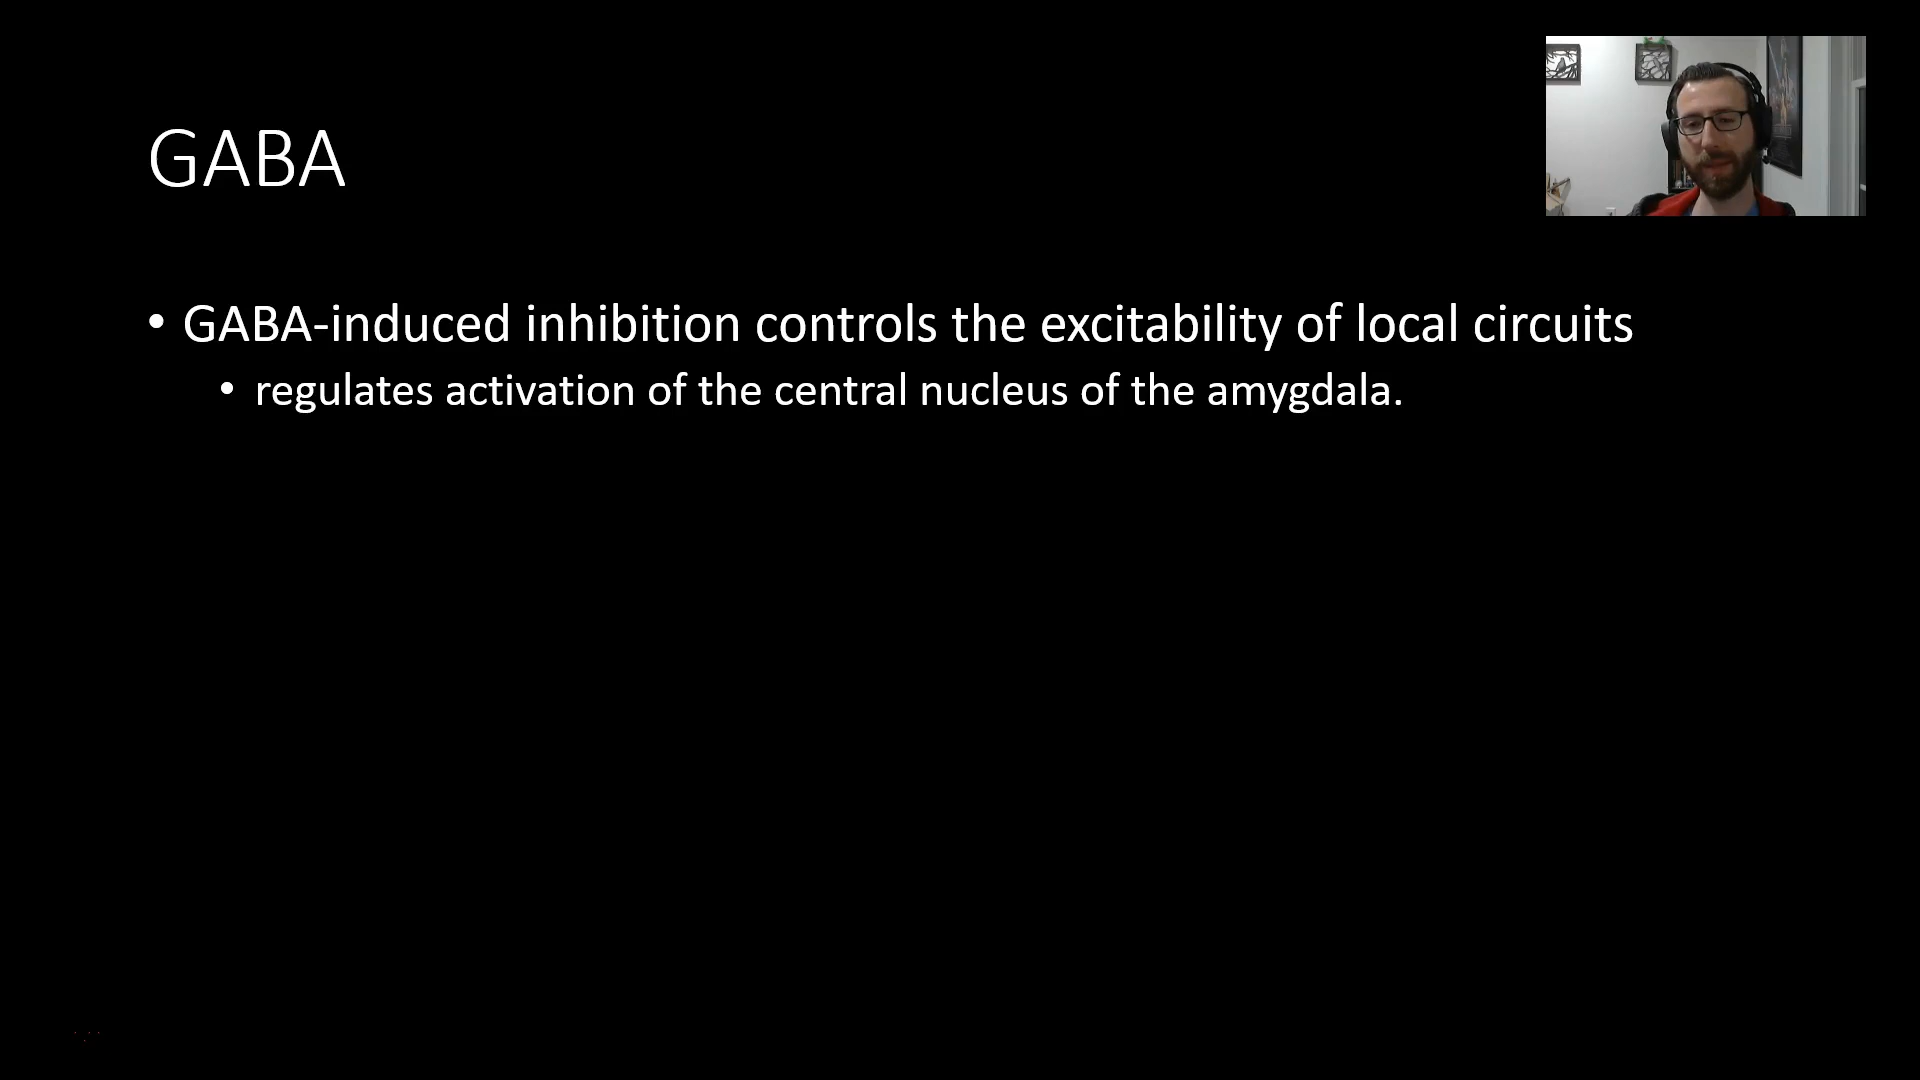 GABA
• GABA-induced inhibition controls the excitability of local circuits
• regulates activation of the central nucleus of the amygdala.